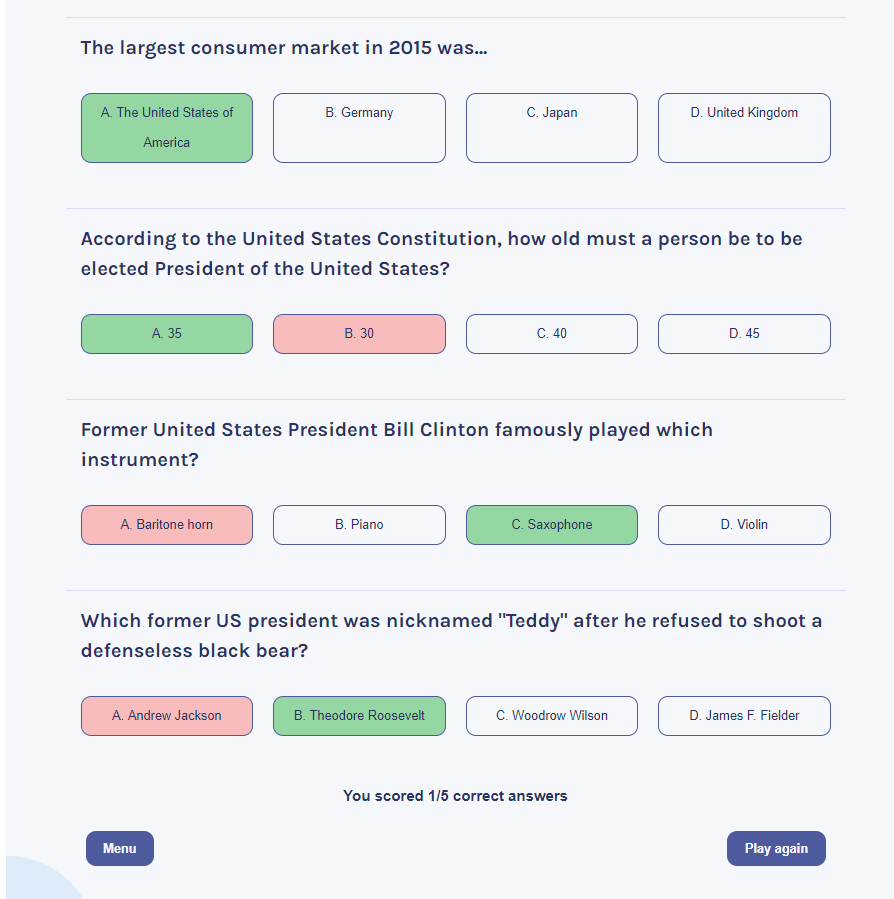 The largest consumer market in 2015 was...
A. The United States of
America
B. Germany
C. Japan
D. United Kingdom
According to the United States Constitution, how old must a person be to be
elected President of the United States?
A. 35
B. 30
C. 40
D. 45
Former United States President Bill Clinton famously played which
instrument?
A. Baritone horn
B. Piano
C. Saxophone
D. Violin
Which former US president was nicknamed "Teddy" after he refused to shoot a
defenseless black bear?
A. Andrew Jackson
B. Theodore Roosevelt
C. Woodrow Wilson
D. James F. Fielder
You scored 1/5 correct answers
Menu
Play again